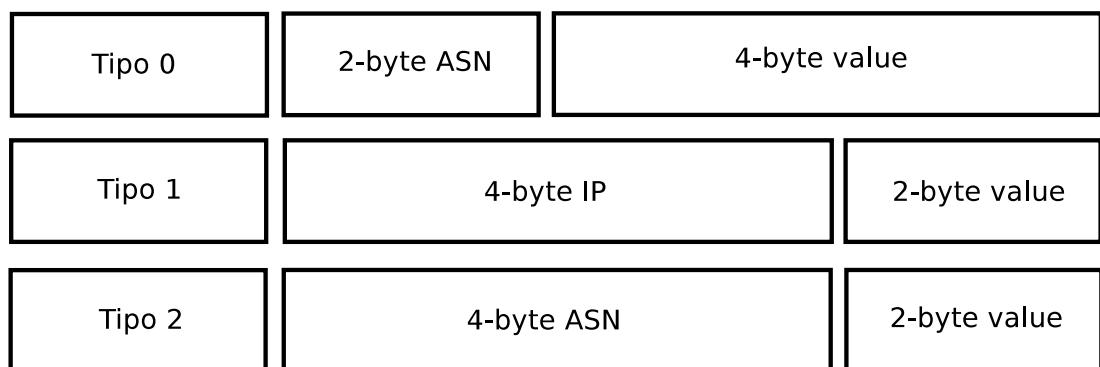 Tipo 0 2-byte ASN 4-byte value
Tipo 1 4-byte IP 2-byte value
Tipo 2 4-byte ASN 2-byte value